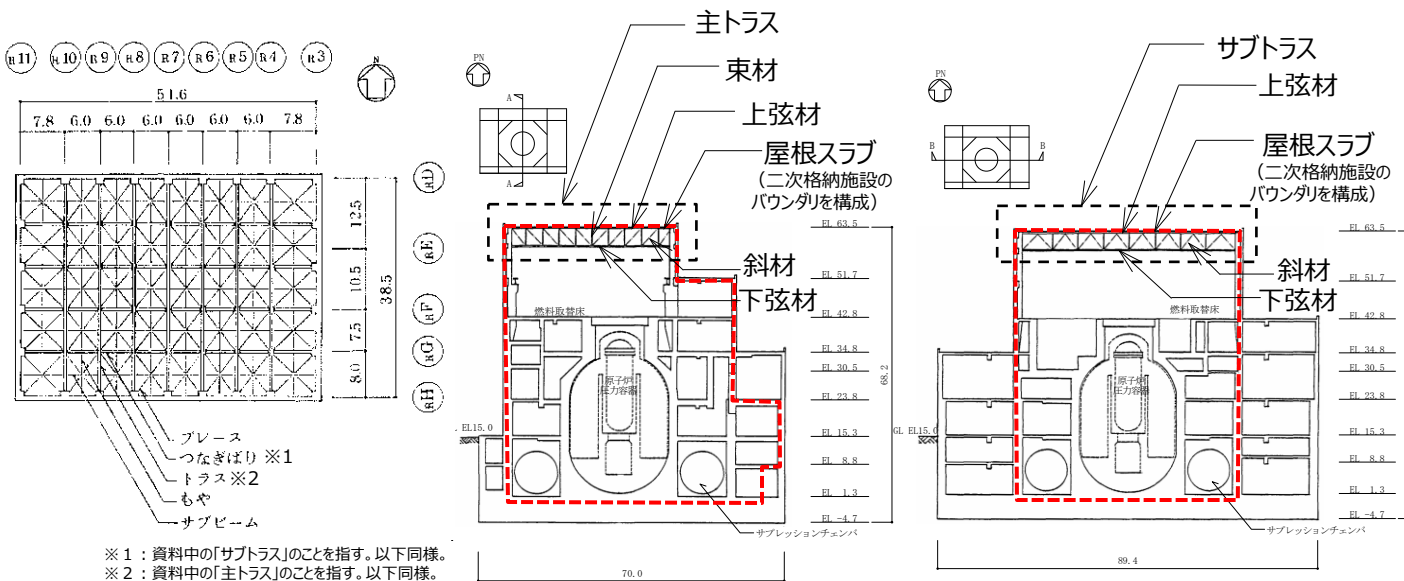 R11 R10 R9 R8 R7 R6 R5 R4 R3
N
51.6
7.8 6.0 6.0 6.0 6.0 6.0 6.0 7.8
RD
RE
RF
RG
RH
12.5
10.5
7.5
8.0
38.5
ブレース
つなぎばり ※1
トラス※2
もや
サブビーム
※1：資料中の「サブトラス」のことを指す。以下同様。
※2：資料中の「主トラス」のことを指す。以下同様。
主トラス
束材
上弦材
屋根スラブ
（二次格納施設の
バウンダリを構成）
PN
A
A
斜材
下弦材
燃料取替床
原子炉
圧力容器
EL 63.5
EL 51.7
EL 42.8
EL 34.8
EL 30.5
EL 23.8
EL 15.3
EL 8.8
EL 1.3
EL -4.7
68.2
EL15.0
サプレッションチェンバ
70.0
サブトラス
上弦材
屋根スラブ
（二次格納施設の
バウンダリを構成）
PN
B
B
斜材
下弦材
燃料取替床
原子炉
圧力容器
EL 63.5
EL 51.7
EL 42.8
EL 34.8
EL 30.5
EL 23.8
EL 15.3
EL 8.8
EL 1.3
EL -4.7
GL EL15.0
サプレッションチェンバ
89.4